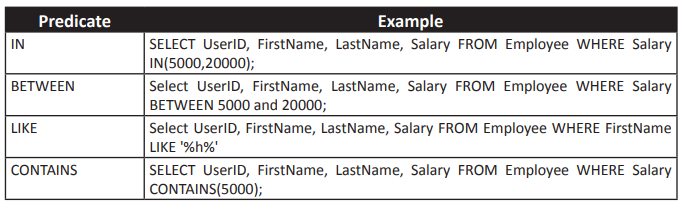 Predicate Example
IN SELECT UserID, FirstName, LastName, Salary FROM Employee WHERE Salary
IN(5000,20000);
BETWEEN Select UserID, FirstName, LastName, Salary FROM Employee WHERE Salary
BETWEEN 5000 and 20000;
LIKE Select UserID, FirstName, LastName, Salary FROM Employee WHERE FirstName
LIKE '%h%'
CONTAINS SELECT UserID, FirstName, LastName, Salary FROM Employee WHERE Salary
CONTAINS(5000);